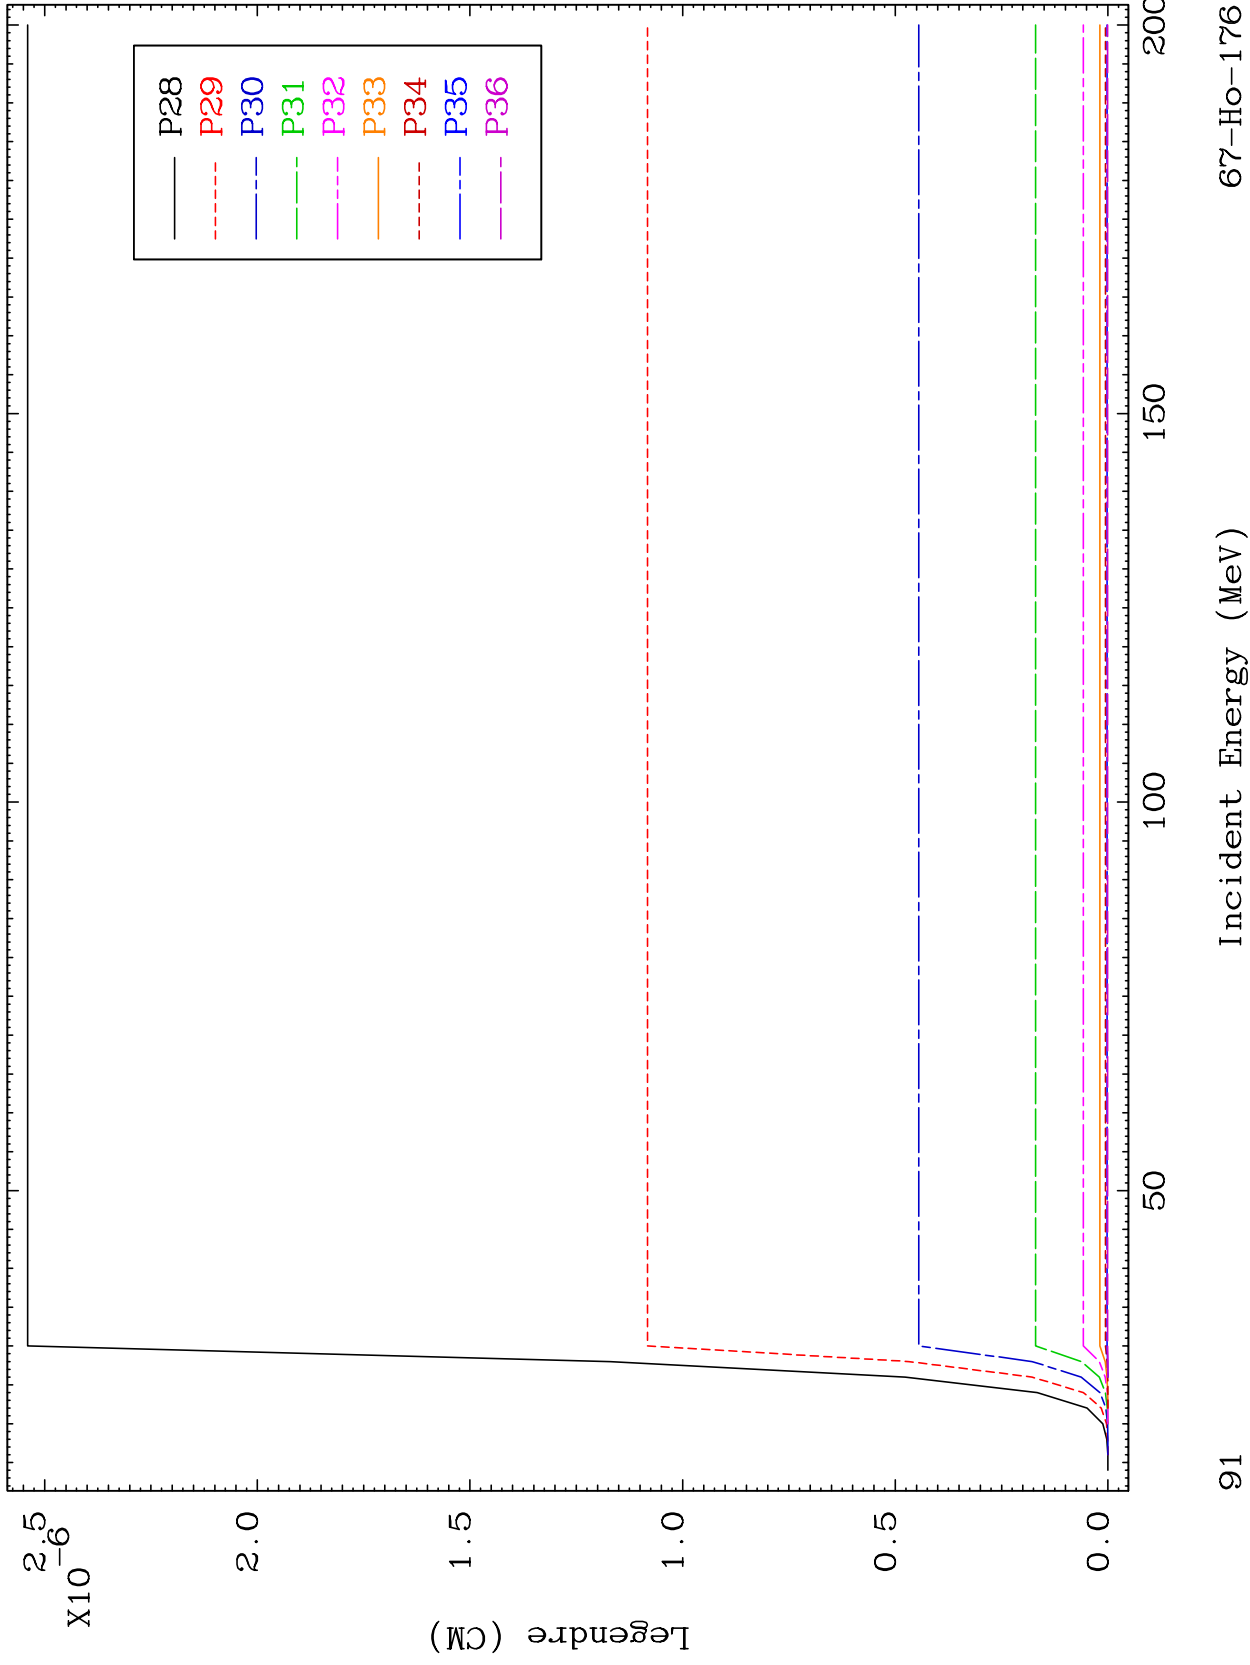 P28
P29
P30
P31
P32
P33
P34
P35
P36
2.5
X10
-6
2.0
1.5
1.0
0.5
0.0
Legendre (CM)
50
100
150
200
Incident Energy (MeV)
91
67-Ho-176